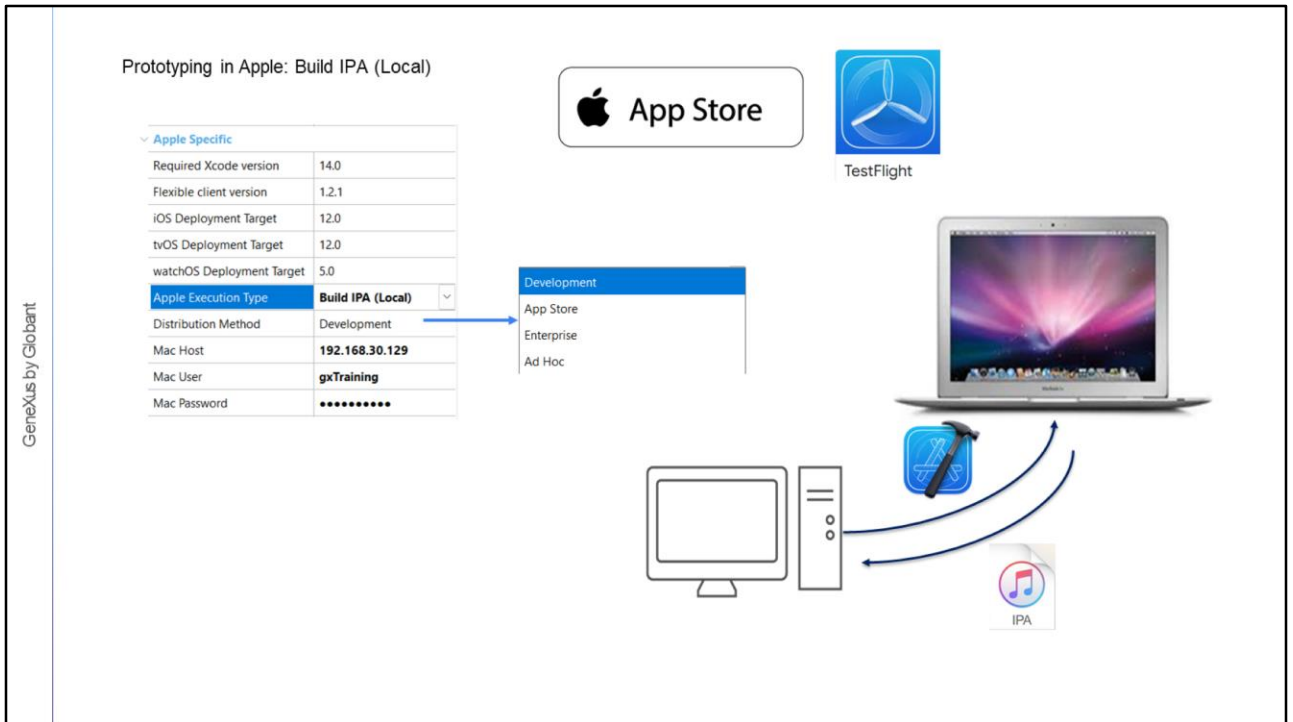 Prototyping in Apple: Build IPA (Local)
App Store
TestFlight
Apple Specific
Required Xcode version 14.0
Flexible client version 1.2.1
iOS Deployment Target 12.0
tvOS Deployment Target 12.0
watchOS Deployment Target 5.0
Apple Execution Type Build IPA (Local)
Distribution Method Development
Mac Host 192.168.30.129
Mac User gxTraining
Mac Password ••••••••••
Development
App Store
Enterprise
Ad Hoc
IPA
GeneXus by Globant